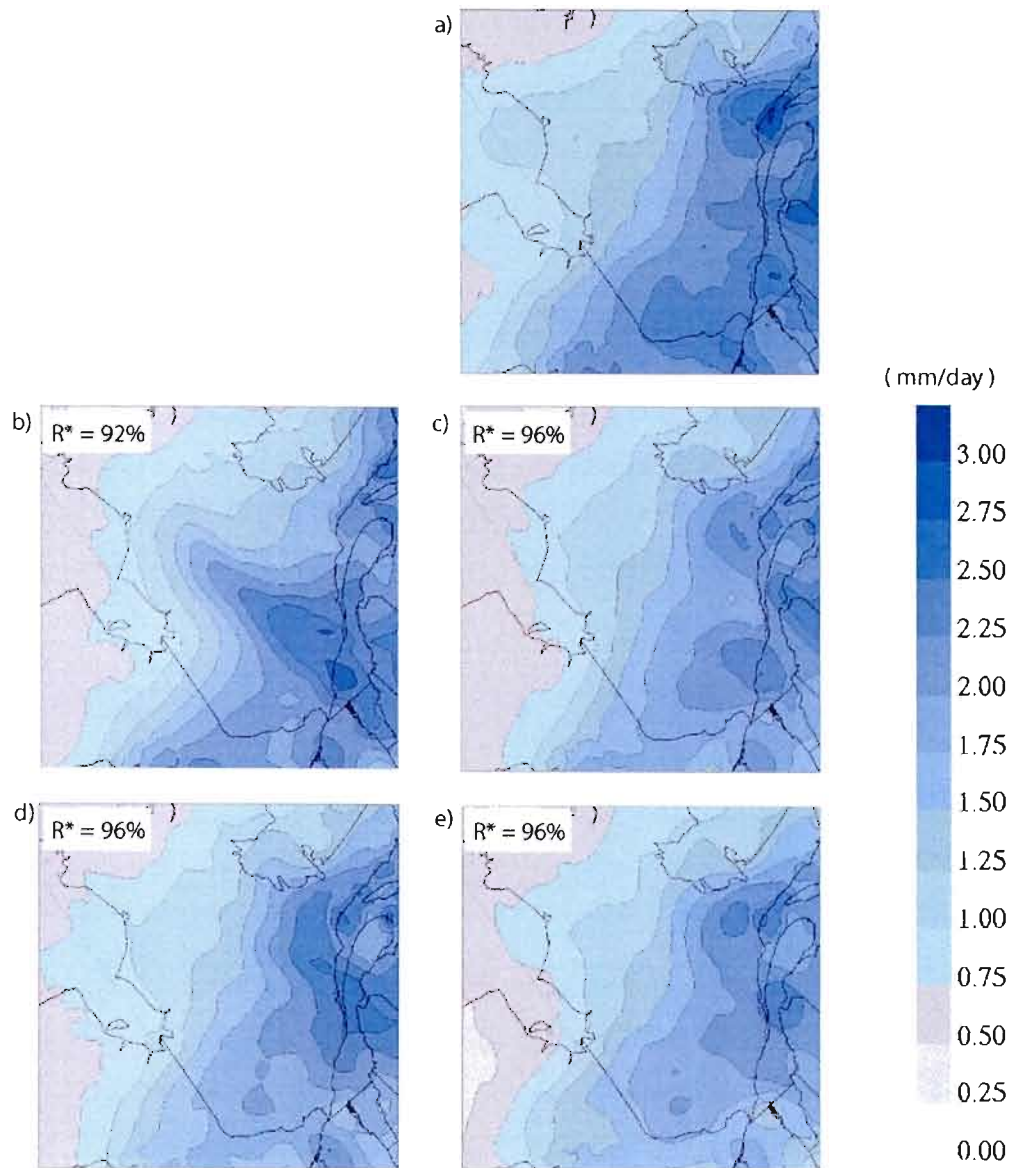 a)
b)
R* = 92%
c)
R* = 96%
d)
R* = 96%
e)
R* = 96%
( mm/day )
3.00
2.75
2.50
2.25
2.00
1.75
1.50
1.25
1.00
0.75
0.50
0.25
0.00